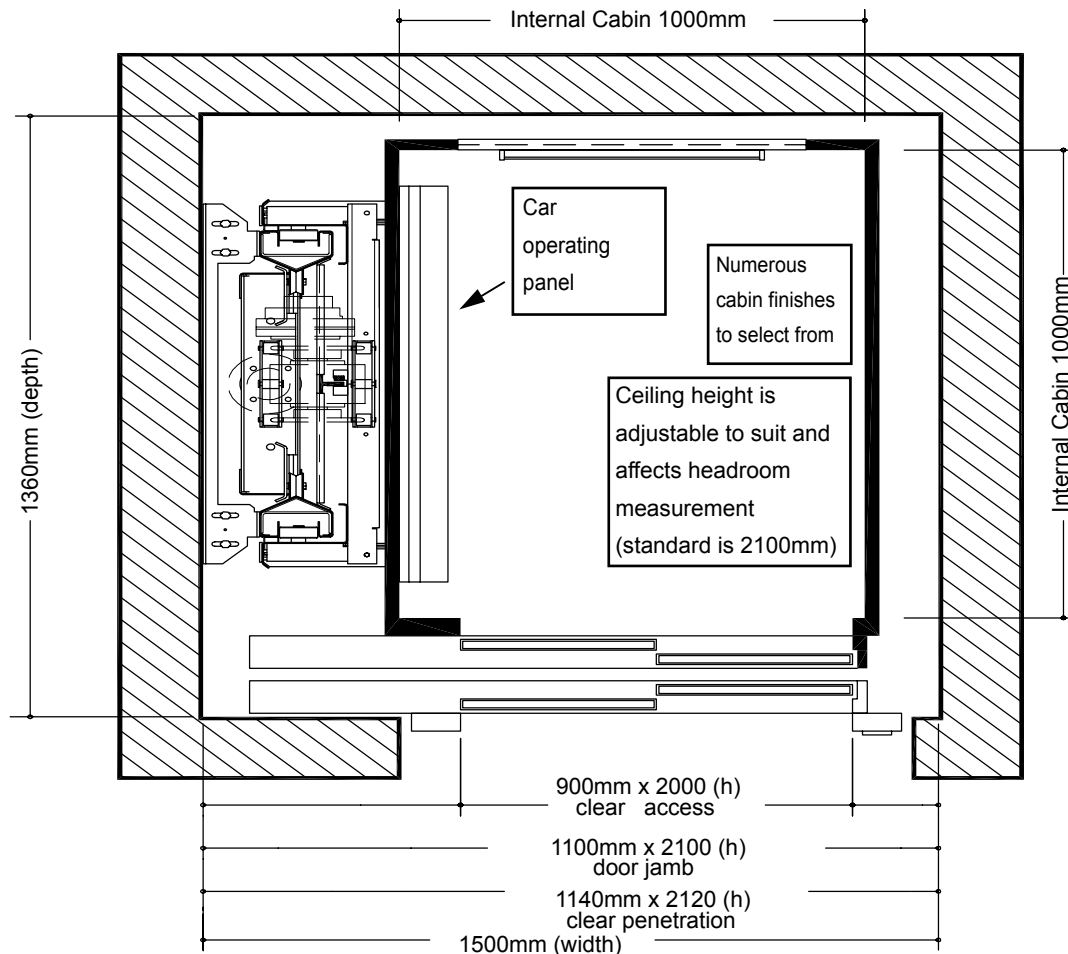 Internal Cabin 1000mm
Car
operating
panel
Numerous
cabin finishes
to select from
Ceiling height is
adjustable to suit and
affects headroom
measurement
(standard is 2100mm)
1360mm (depth)
Internal Cabin 1000mm
900mm x 2000 (h)
clear access
1100mm x 2100 (h)
door jamb
1140mm x 2120 (h)
clear penetration
1500mm (width)